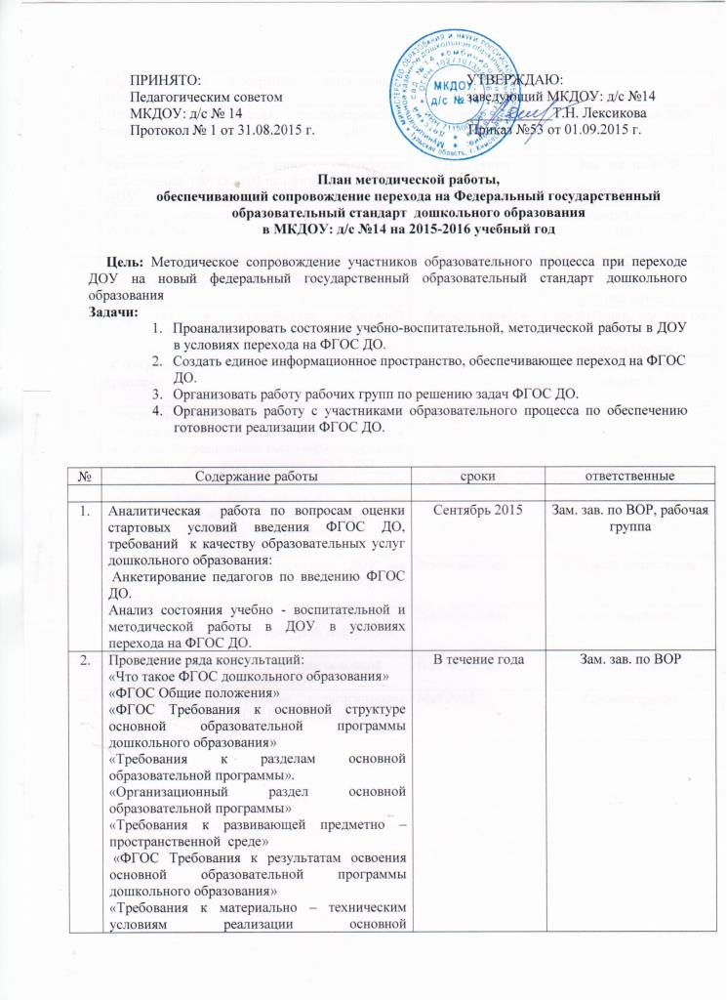 ПРИНЯТО:
Педагогическим советом
МКДОУ: д/с № 14
Протокол № 1 от 31.08.2015 г.
УТВЕРЖДАЮ:
заведующий МКДОУ: д/с №14
Т.Н. Лексикова
Приказ №53 от 01.09.2015 г.
МКДОУ:
д/с № 14
План методической работы,
обеспечивающий сопровождение перехода на Федеральный государственный
образовательный стандарт дошкольного образования
в МКДОУ: д/с №14 на 2015-2016 учебный год
Цель: Методическое сопровождение участников образовательного процесса при переходе
ДОУ на новый федеральный государственный образовательный стандарт дошкольного
образования
Задачи:
1. Проанализировать состояние учебно-воспитательной, методической работы в ДОУ
в условиях перехода на ФГОС ДО.
2. Создать единое информационное пространство, обеспечивающее переход на ФГОС
ДО.
3. Организовать работу рабочих групп по решению задач ФГОС ДО.
4. Организовать работу с участниками образовательного процесса по обеспечению
готовности реализации ФГОС ДО.
№ Содержание работы сроки ответственные
1. Аналитическая работа по вопросам оценки
стартовых условий введения ФГОС ДО,
требований к качеству образовательных услуг
дошкольного образования:
Анкетирование педагогов по введению ФГОС
ДО.
Анализ состояния учебно - воспитательной и
методической работы в ДОУ в условиях
перехода на ФГОС ДО.
Сентябрь 2015
Зам. зав. по ВОР, рабочая
группа
2. Проведение ряда консультаций:
«Что такое ФГОС дошкольного образования»
«ФГОС Общие положения»
«ФГОС Требования к основной структуре
основной образовательной программы
дошкольного образования»
«Требования к разделам основной
образовательной программы».
«Организационный раздел основной
образовательной программы»
«Требования к развивающей предметно –
пространственной среде»
«ФГОС Требования к результатам освоения
основной образовательной программы
дошкольного образования»
«Требования к материально – техническим
условиям реализации основной
В течение года
Зам. зав. по ВОР